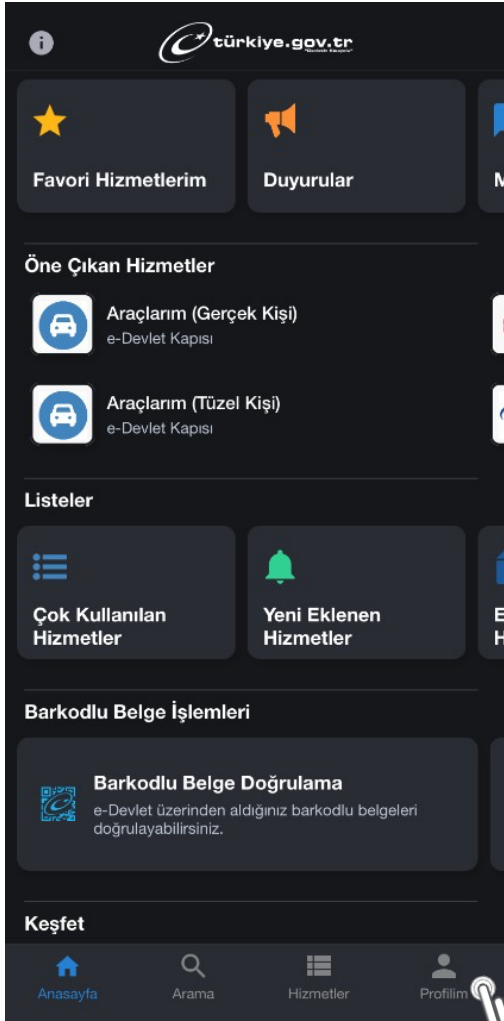 türkiye.gov.tr
Favori Hizmetlerim
Duyurular
Öne Çıkan Hizmetler
Araçlarım (Gerçek Kişi)
e-Devlet Kapısı
Araçlarım (Tüzel Kişi)
e-Devlet Kapısı
Listeler
Çok Kullanılan
Hizmetler
Yeni Eklenen
Hizmetler
Barkodlu Belge İşlemleri
Barkodlu Belge Doğrulama
e-Devlet üzerinden aldığınız barkodlu belgeleri
doğrulayabilirsiniz.
Keşfet
Anasayfa
Arama
Hizmetler
Profilim